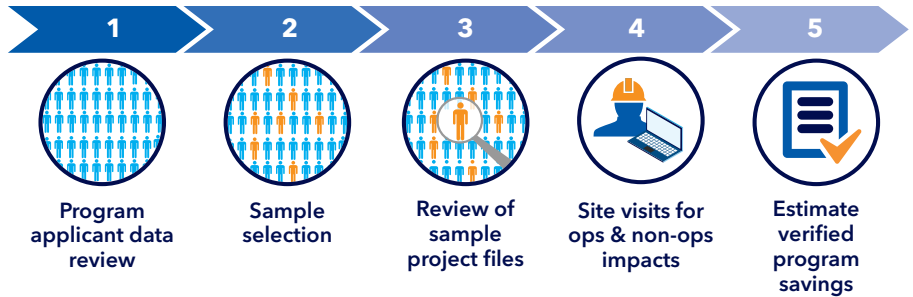 1
2
3
4
5
Program
applicant data
review
Sample
selection
Review of
sample
project files
Site visits for
ops & non-ops
impacts
Estimate
verified
program
savings